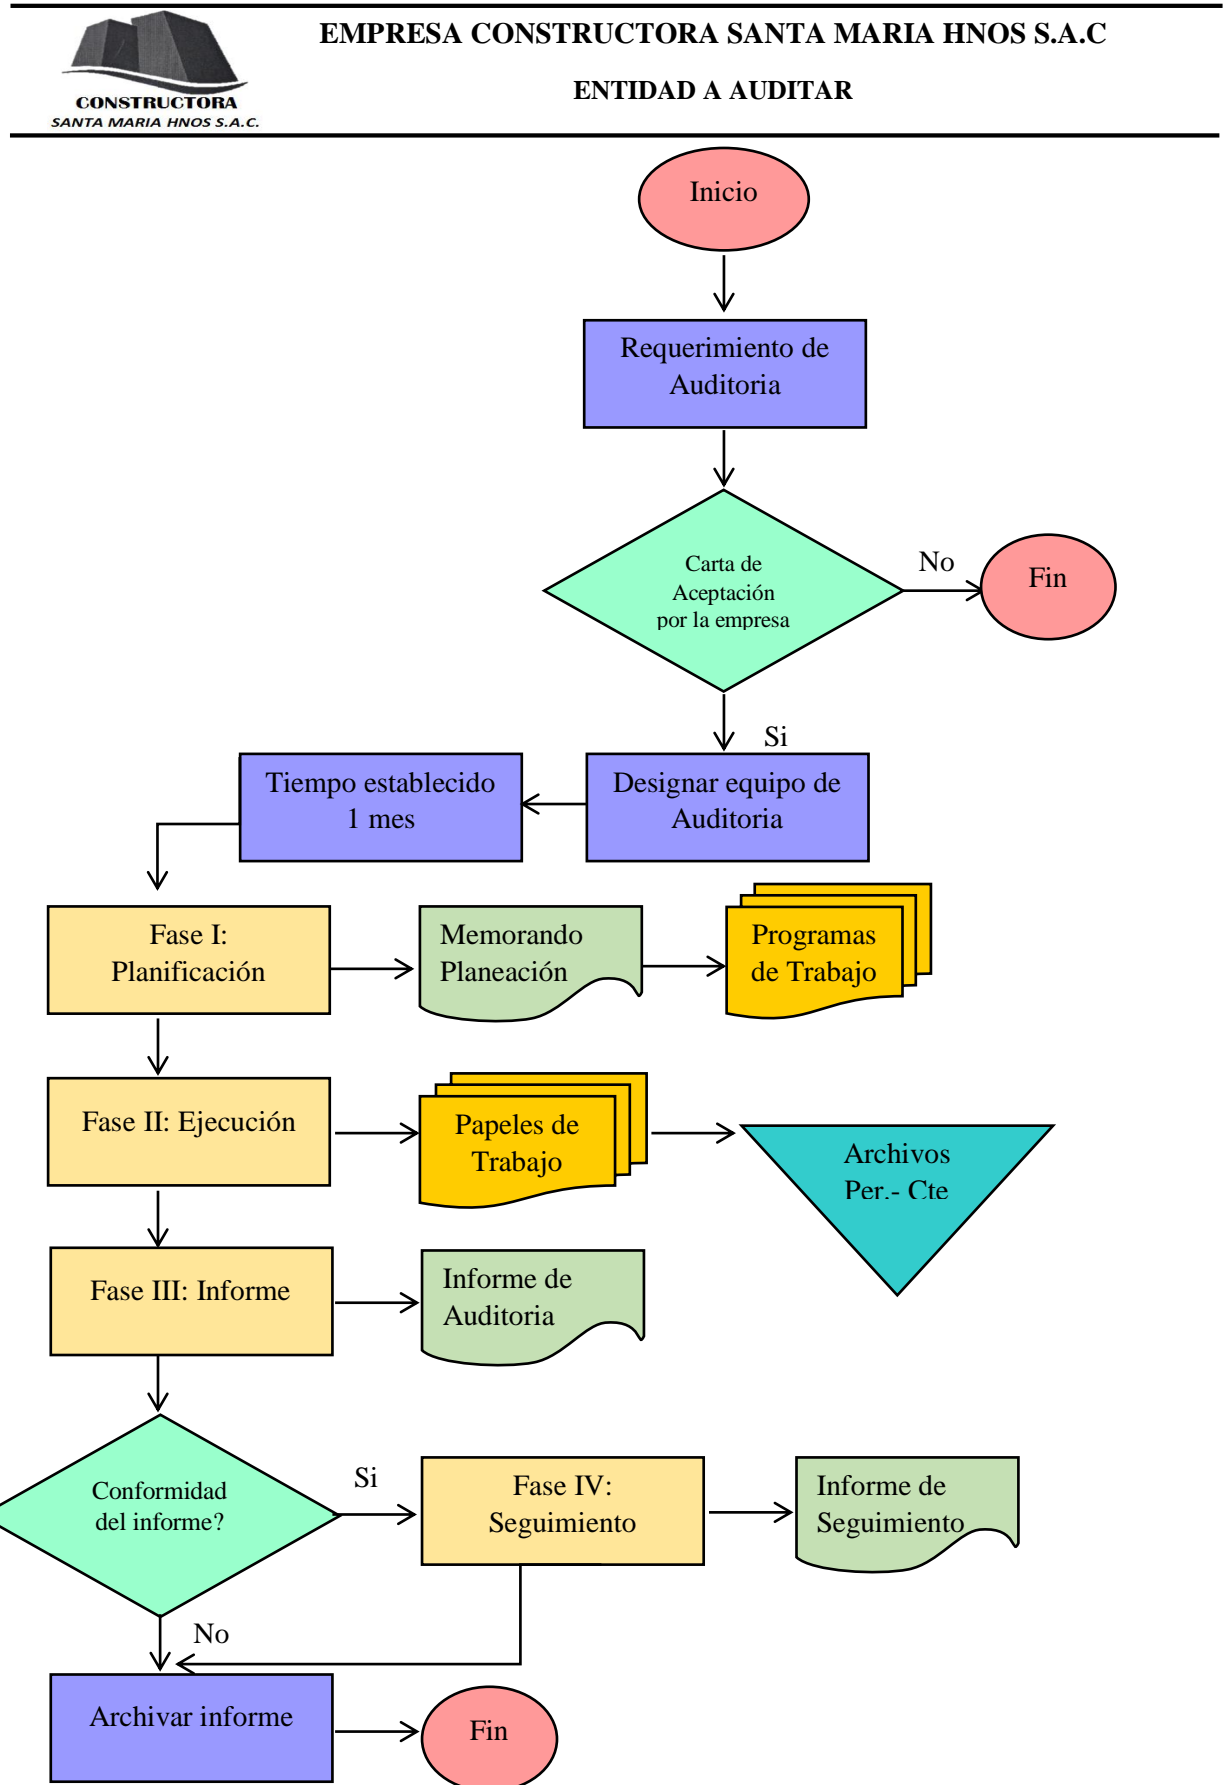 EMPRESA CONSTRUCTORA SANTA MARIA HNOS S.A.C
ENTIDAD A AUDITAR
CONSTRUCTORA
SANTA MARIA HNOS S.A.C.
Inicio
Requerimiento de
Auditoria
Carta de
Aceptación
por la empresa
No
Fin
Si
Designar equipo de
Auditoria
Tiempo establecido
1 mes
Fase I:
Planificación
Memorando
Planeación
Programas
de Trabajo
Fase II: Ejecución
Papeles de
Trabajo
Archivos
Per.- Cte
Fase III: Informe
Informe de
Auditoria
Conformidad
del informe?
Si
Fase IV:
Seguimiento
Informe de
Seguimiento
No
Archivar informe
Fin